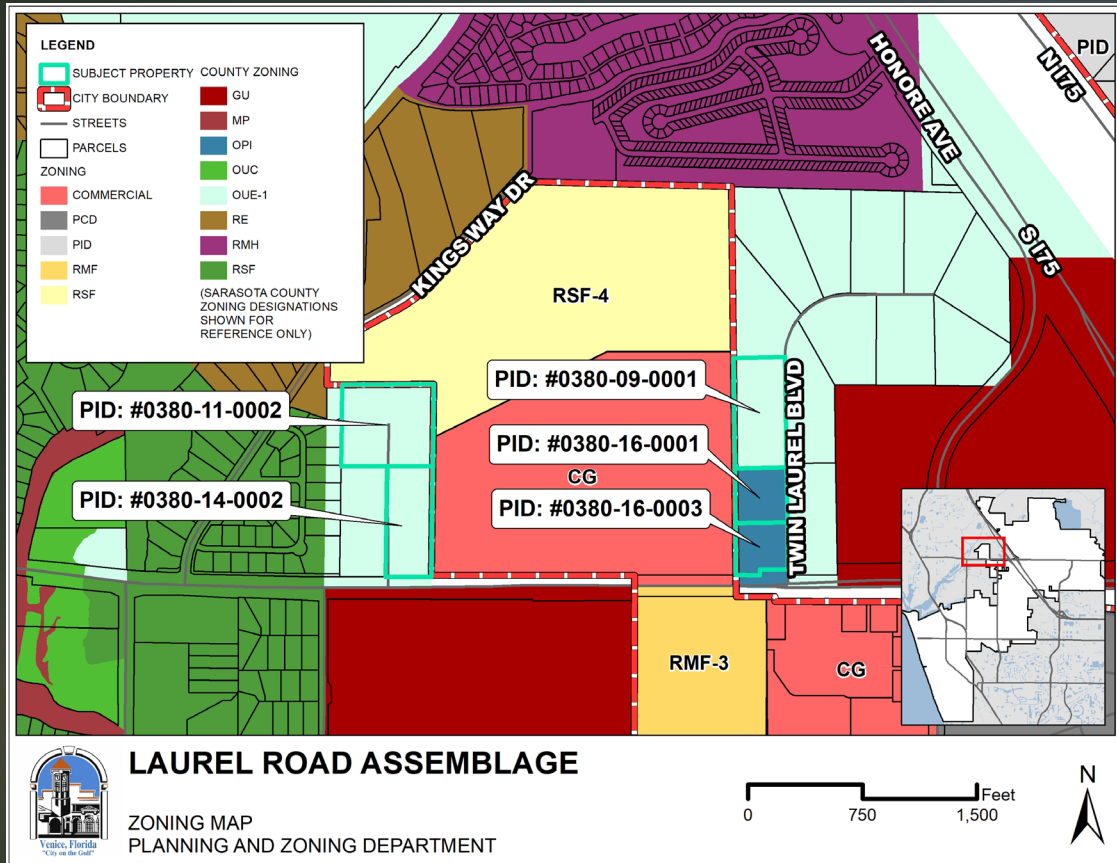 LEGEND
SUBJECT PROPERTY
CITY BOUNDARY
STREETS
PARCELS
ZONING
COMMERCIAL
PCD
PID
RMF
RSF
COUNTY ZONING
GU
MP
OPI
OUC
OUE-1
RE
RMH
RSF
(SARASOTA COUNTY
ZONING DESIGNATIONS
SHOWN FOR
REFERENCE ONLY)
PID
N I75
HONORE AVE
S I75
KINGS WAY DR
RSF-4
PID: #0380-09-0001
PID: #0380-11-0002
PID: #0380-16-0001
CG
PID: #0380-14-0002
PID: #0380-16-0003
TWIN LAUREL BLVD
RMF-3
CG
LAUREL ROAD ASSEMBLAGE
ZONING MAP
PLANNING AND ZONING DEPARTMENT
Venice, Florida
"City on the Gulf"
Feet
0 750 1,500
N